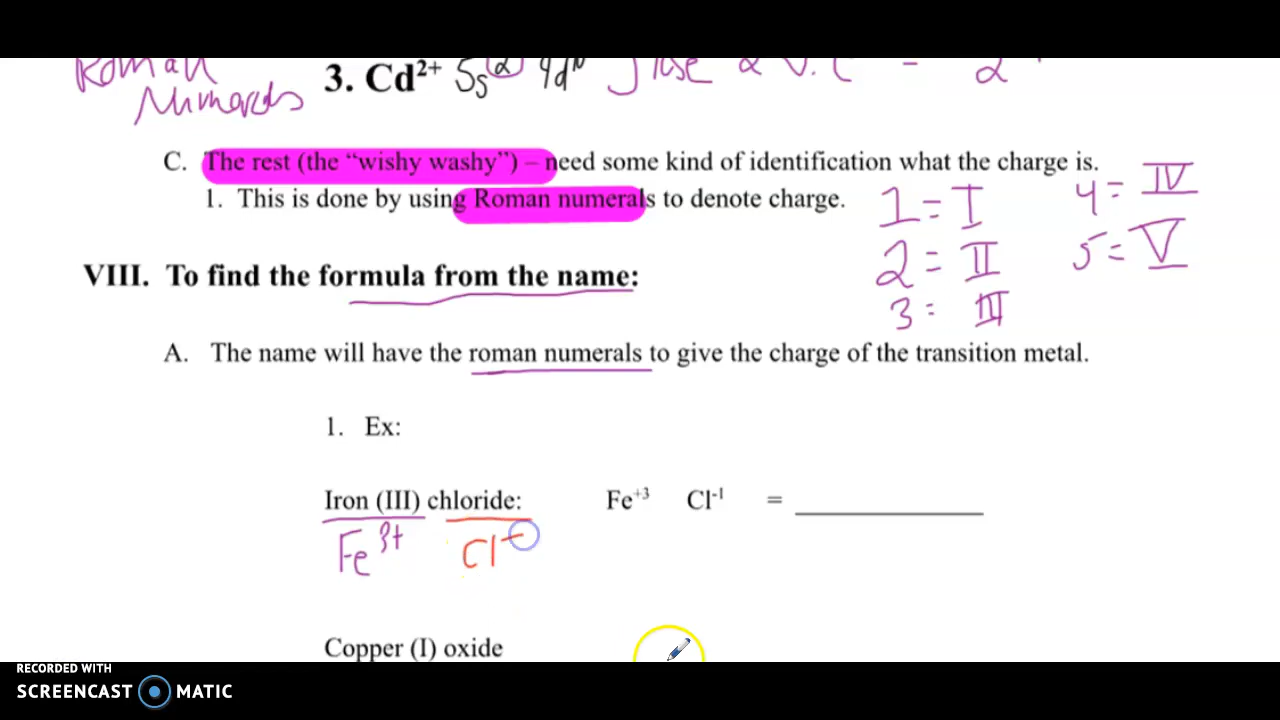 Roman
Numerals
3. Cd²⁺ 5s② 4d¹⁰
C. The rest (the “wishy washy”) – need some kind of identification what the charge is.
1. This is done by using Roman numerals to denote charge.
1 = I
4 = IV
2 = II
5 = V
3 = III
VIII. To find the formula from the name:
A. The name will have the roman numerals to give the charge of the transition metal.
1. Ex:
Iron (III) chloride: Fe⁺³ Cl⁻¹ = ____________
Fe³⁺ Cl⁻
Copper (I) oxide
RECORDED WITH
SCREENCAST MATIC